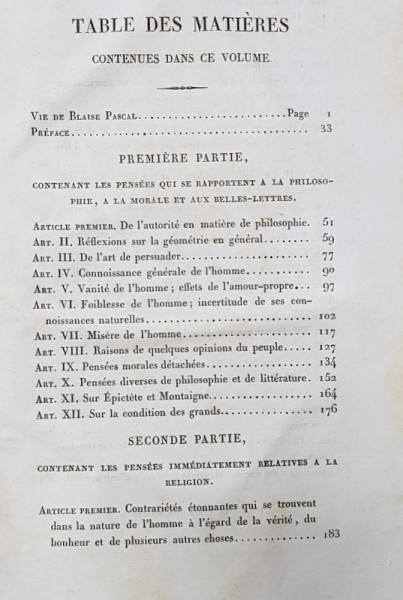 TABLE DES MATIÈRES
CONTENUES DANS CE VOLUME.
Vie de Blaise Pascal........................Page 1
Préface....................................... 33
PREMIÈRE PARTIE,
CONTENANT LES PENSÉES QUI SE RAPPORTENT A LA PHILOSO-
PHIE, A LA MORALE ET AUX BELLES-LETTRES.
Article premier. De l'autorité en matière de philosophie. 51
Art. II. Réflexions sur la géométrie en général........ 59
Art. III. De l'art de persuader.................. 77
Art. IV. Connoissance générale de l'homme........ 90
Art. V. Vanité de l'homme; effets de l'amour-propre... 97
Art. VI. Foiblesse de l'homme; incertitude de ses con-
noissances naturelles......................... 102
Art. VII. Misère de l'homme.................... 117
Art. VIII. Raisons de quelques opinions du peuple.... 127
Art. IX. Pensées morales détachées............... 134
Art. X. Pensées diverses de philosophie et de littérature. 152
Art. XI. Sur Épictète et Montaigne............... 164
Art. XII. Sur la condition des grands.............. 176
SECONDE PARTIE,
CONTENANT LES PENSÉES IMMÉDIATEMENT RELATIVES A LA
RELIGION.
Article premier. Contrariétés étonnantes qui se trouvent
dans la nature de l'homme à l'égard de la vérité, du
bonheur et de plusieurs autres choses.............. 183